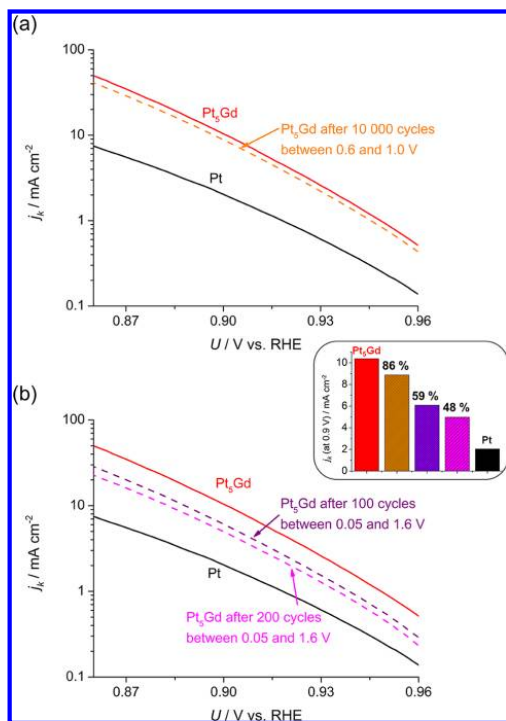 (a)
100
10
1
0.1
j_k / mA cm⁻²
Pt₅Gd
Pt₅Gd after 10 000 cycles
between 0.6 and 1.0 V
Pt
0.87 0.90 0.93 0.96
U / V vs. RHE
(b)
100
10
1
0.1
j_k / mA cm⁻²
Pt₅Gd
Pt₅Gd after 100 cycles
between 0.05 and 1.6 V
Pt
Pt₅Gd after 200 cycles
between 0.05 and 1.6 V
0.87 0.90 0.93 0.96
U / V vs. RHE
j_k (at 0.9 V) / mA cm⁻²
10
8
6
4
2
0
Pt₅Gd
86 %
59 %
48 %
Pt